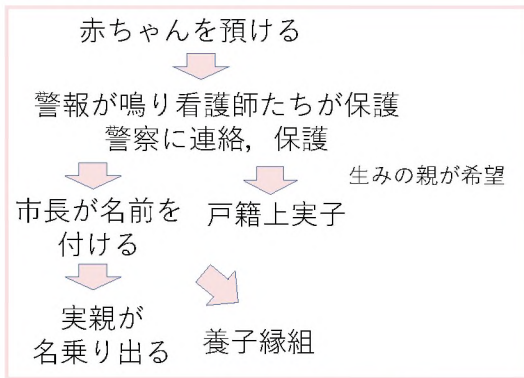 赤ちゃんを預ける
警報が鳴り看護師たちが保護
警察に連絡，保護
生みの親が希望
市長が名前を
付ける
戸籍上実子
実親が
名乗り出る
養子縁組